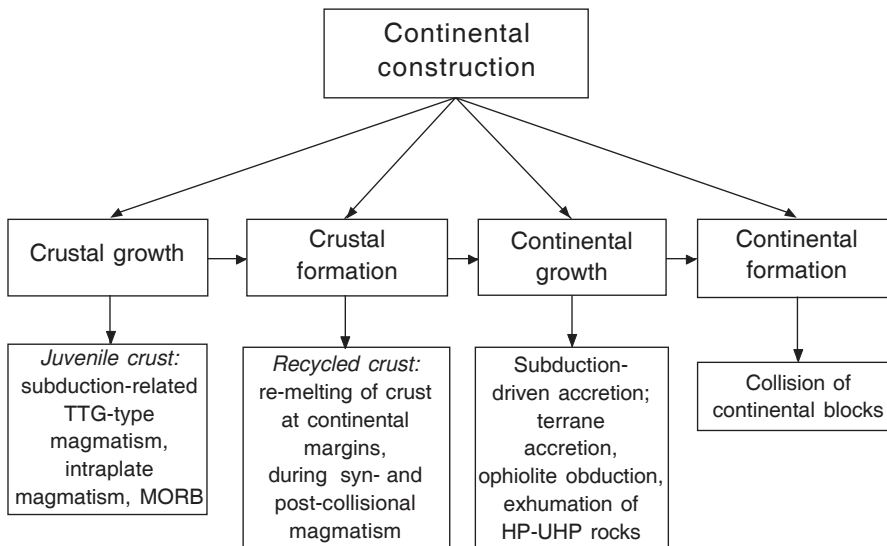 Continental
construction
Crustal growth
Crustal
formation
Continental
growth
Continental
formation
Juvenile crust:
subduction-related
TTG-type
magmatism,
intraplate
magmatism, MORB
Recycled crust:
re-melting of crust
at continental
margins,
during syn- and
post-collisional
magmatism
Subduction-
driven accretion;
terrane
accretion,
ophiolite obduction,
exhumation of
HP-UHP rocks
Collision of
continental blocks